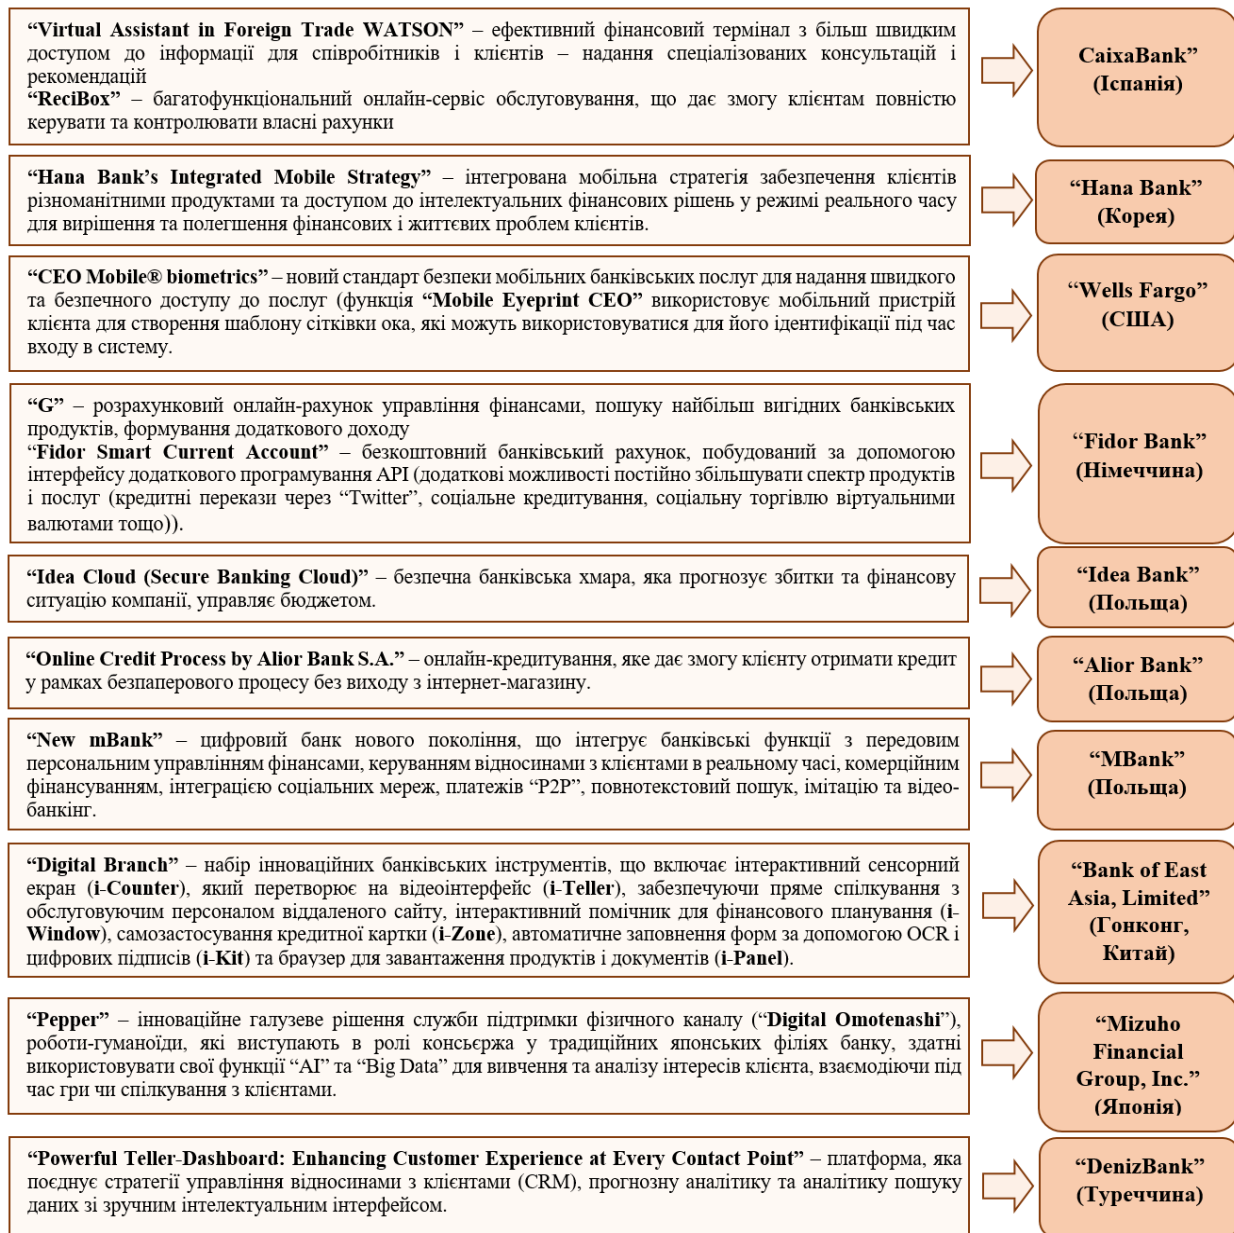 “Virtual Assistant in Foreign Trade WATSON” – ефективний фінансовий термінал з більш швидким
доступом до інформації для співробітників і клієнтів – надання спеціалізованих консультацій і
рекомендацій
“ReciBox” – багатофункціональний онлайн-сервіс обслуговування, що дає змогу клієнтам повністю
керувати та контролювати власні рахунки
CaixaBank”
(Іспанія)
“Hana Bank’s Integrated Mobile Strategy” – інтегрована мобільна стратегія забезпечення клієнтів
різноманітними продуктами та доступом до інтелектуальних фінансових рішень у режимі реального часу
для вирішення та полегшення фінансових і життєвих проблем клієнтів.
“Hana Bank”
(Корея)
“CEO Mobile® biometrics” – новий стандарт безпеки мобільних банківських послуг для надання швидкого
та безпечного доступу до послуг (функція “Mobile Eyeprint CEO” використовує мобільний пристрій
клієнта для створення шаблону сітківки ока, які можуть використовуватися для його ідентифікації під час
входу в систему.
“Wells Fargo”
(США)
“G” – розрахунковий онлайн-рахунок управління фінансами, пошуку найбільш вигідних банківських
продуктів, формування додаткового доходу
“Fidor Smart Current Account” – безкоштовний банківський рахунок, побудований за допомогою
інтерфейсу додаткового програмування API (додаткові можливості постійно збільшувати спектр продуктів
і послуг (кредитні перекази через “Twitter”, соціальне кредитування, соціальну торгівлю віртуальними
валютами тощо)).
“Fidor Bank”
(Німеччина)
“Idea Cloud (Secure Banking Cloud)” – безпечна банківська хмара, яка прогнозує збитки та фінансову
ситуацію компанії, управляє бюджетом.
“Idea Bank”
(Польща)
“Online Credit Process by Alior Bank S.A.” – онлайн-кредитування, яке дає змогу клієнту отримати кредит
у рамках безпаперового процесу без виходу з інтернет-магазину.
“Alior Bank”
(Польща)
“New mBank” – цифровий банк нового покоління, що інтегрує банківські функції з передовим
персональним управлінням фінансами, керуванням відносинами з клієнтами в реальному часі, комерційним
фінансуванням, інтеграцією соціальних мереж, платежів “P2P”, повнотекстовий пошук, імітацію та відео-
банкінг.
“MBank”
(Польща)
“Digital Branch” – набір інноваційних банківських інструментів, що включає інтерактивний сенсорний
екран (i-Counter), який перетворює на відеоінтерфейс (i-Teller), забезпечуючи пряме спілкування з
обслуговуючим персоналом віддаленого сайту, інтерактивний помічник для фінансового планування (i-
Window), самозастосування кредитної картки (i-Zone), автоматичне заповнення форм за допомогою OCR і
цифрових підписів (i-Kit) та браузер для завантаження продуктів і документів (i-Panel).
“Bank of East
Asia, Limited”
(Гонконг,
Китай)
“Pepper” – інноваційне галузеве рішення служби підтримки фізичного каналу (“Digital Omotenashi”),
роботи-гуманоїди, які виступають в ролі консьєржа у традиційних японських філіях банку, здатні
використовувати свої функції “AI” та “Big Data” для вивчення та аналізу інтересів клієнта, взаємодіючи під
час гри чи спілкування з клієнтами.
“Mizuho
Financial
Group, Inc.”
(Японія)
“Powerful Teller-Dashboard: Enhancing Customer Experience at Every Contact Point” – платформа, яка
поєднує стратегії управління відносинами з клієнтами (CRM), прогнозну аналітику та аналітику пошуку
даних зі зручним інтелектуальним інтерфейсом.
“DenizBank”
(Туреччина)